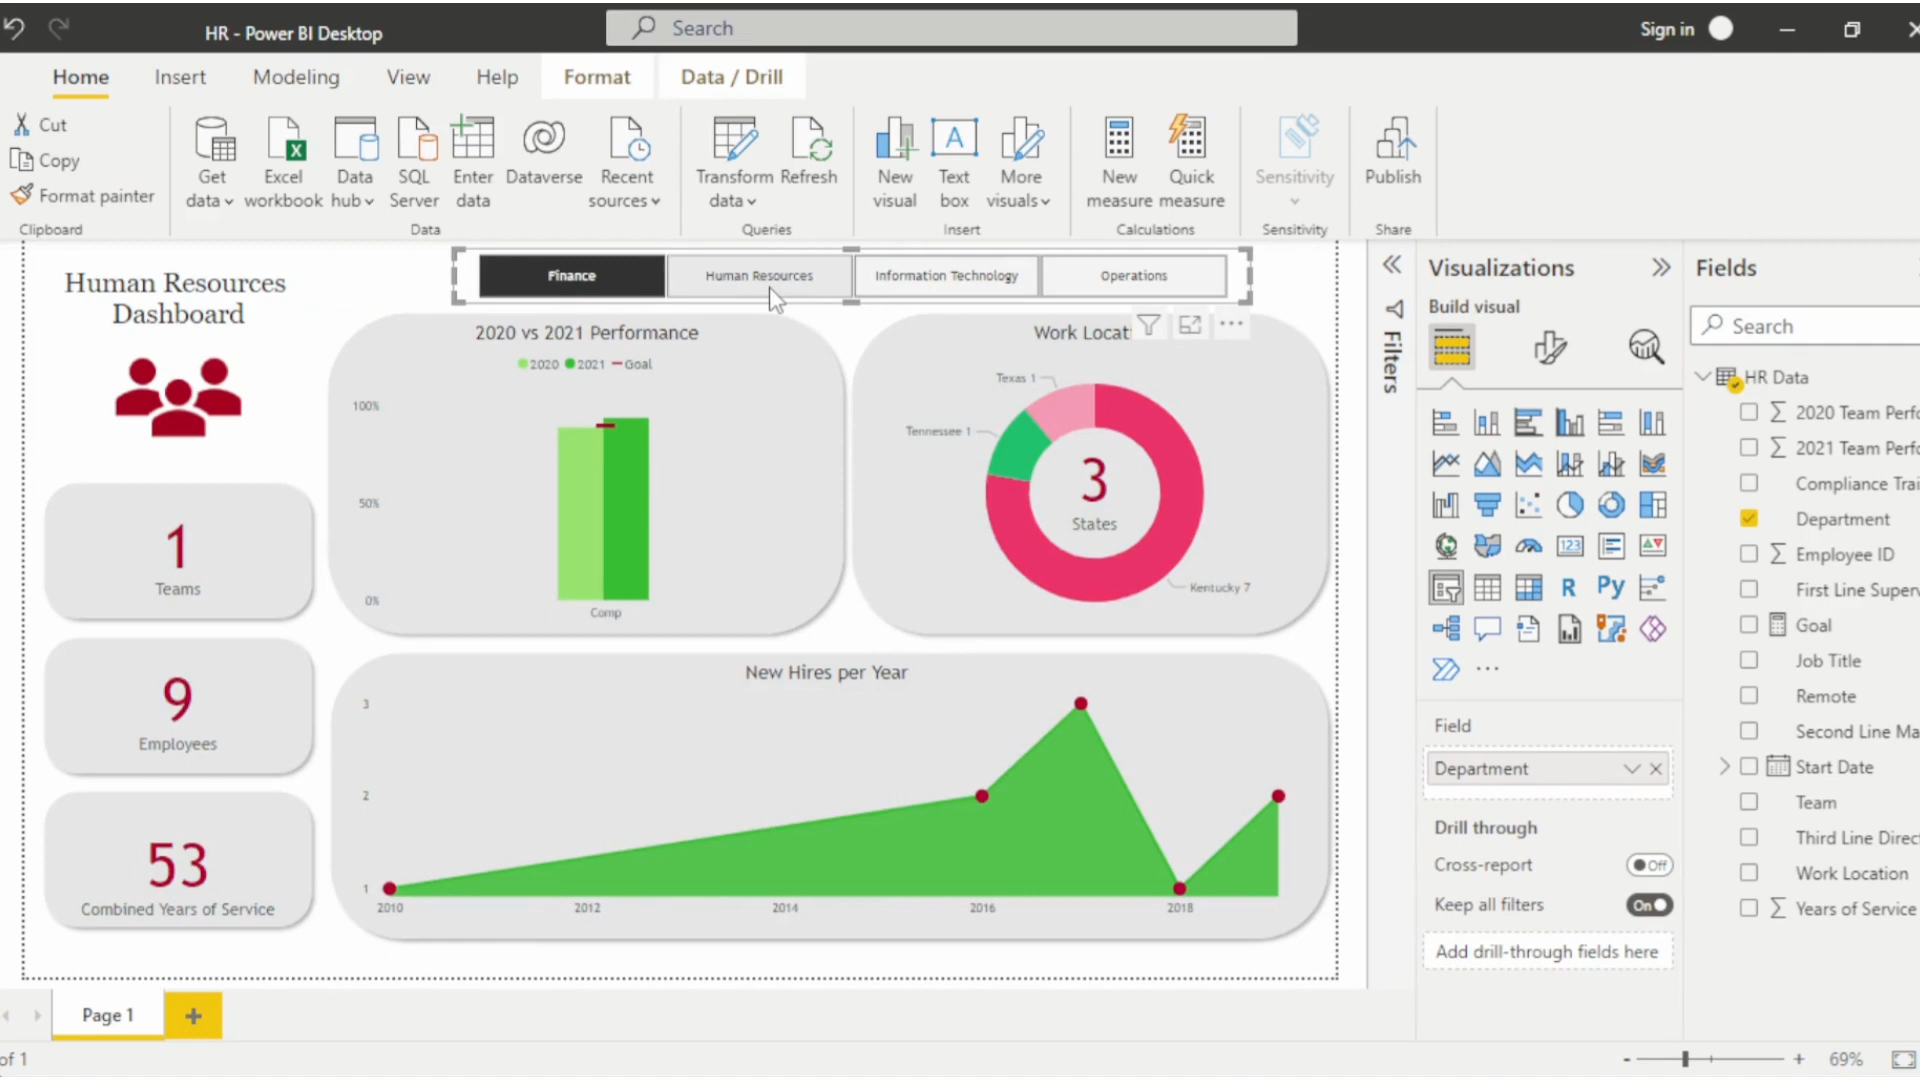 HR - Power BI Desktop
Search
Sign in
Home
Insert
Modeling
View
Help
Format
Data / Drill
Cut
Copy
Format painter
Clipboard
Get data
Excel workbook
Data hub
SQL Server
Enter data
Dataverse
Recent sources
Data
Transform data
Refresh
Queries
New visual
Text box
More visuals
Insert
New measure
Quick measure
Calculations
Sensitivity
Sensitivity
Publish
Share
Human Resources
Dashboard
Finance
Human Resources
Information Technology
Operations
1
Teams
9
Employees
53
Combined Years of Service
2020 vs 2021 Performance
2020 2021 Goal
100%
50%
0%
Comp
Work Locati
Texas 1
Tennessee 1
3
States
Kentucky 7
New Hires per Year
3
2
1
2010 2012 2014 2016 2018
Filters
Visualizations
Build visual
123
R
Py
Field
Department
Drill through
Cross-report
Off
Keep all filters
On
Add drill-through fields here
Fields
Search
HR Data
2020 Team Perfo
2021 Team Perfo
Compliance Trai
Department
Employee ID
First Line Superv
Goal
Job Title
Remote
Second Line Ma
Start Date
Team
Third Line Direct
Work Location
Years of Service
Page 1
of 1
69%